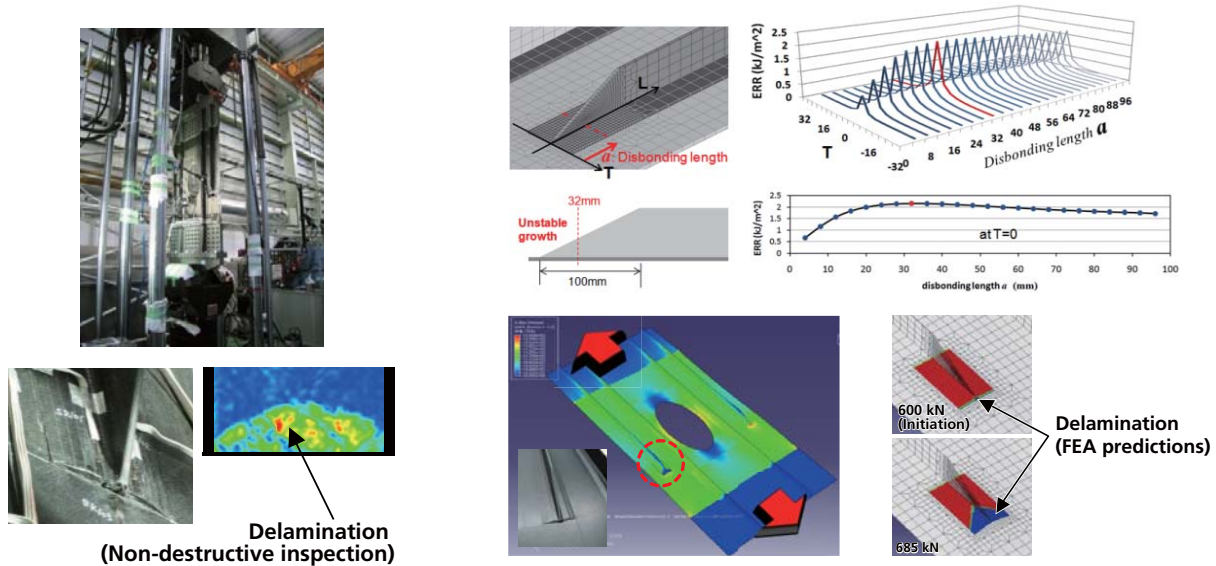 Delamination
(Non-destructive inspection)
L
a: Disbonding length
T
32mm
Unstable
growth
100mm
ERR (kJ/m^2)
2.5
2
1.5
1
0.5
0
32
16
0
-16
-32
T
0
8
16
24
32
40
48
56
64
72
80
88
96
Disbonding length a
ERR (kJ/m^2)
2.5
2
1.5
1
0.5
0
at T=0
0 10 20 30 40 50 60 70 80 90 100
disbonding length a (mm)
600 kN
(Initiation)
685 kN
Delamination
(FEA predictions)